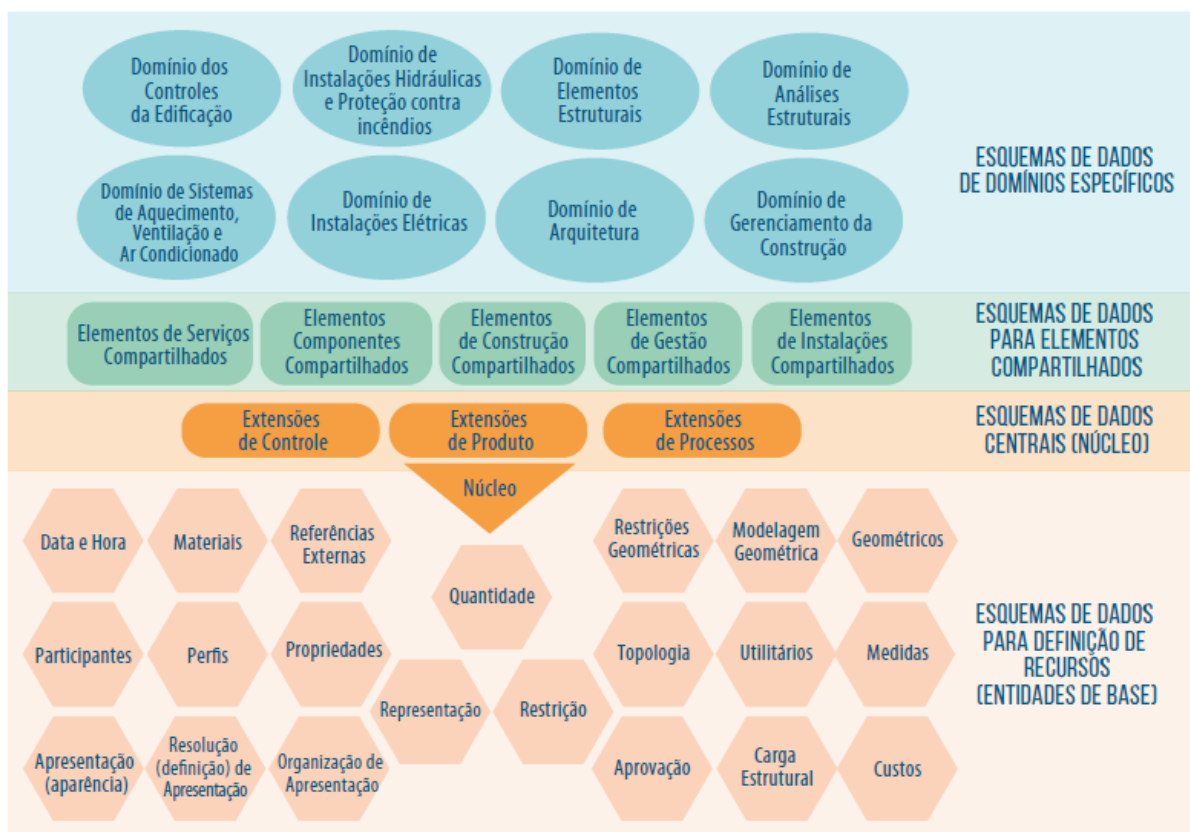 Domínio dos
Controles
da Edificação
Domínio de
Instalações Hidráulicas
e Proteção contra
incêndios
Domínio de
Elementos
Estruturais
Domínio de
Análises
Estruturais
Domínio de Sistemas
de Aquecimento,
Ventilação e
Ar Condicionado
Domínio de
Instalações Elétricas
Domínio de
Arquitetura
Domínio de
Gerenciamento da
Construção
ESQUEMAS DE DADOS
DE DOMÍNIOS ESPECÍFICOS
Elementos de Serviços
Compartilhados
Elementos
Componentes
Compartilhados
Elementos
de Construção
Compartilhados
Elementos
de Gestão
Compartilhados
Elementos
de Instalações
Compartilhados
ESQUEMAS DE DADOS
PARA ELEMENTOS
COMPARTILHADOS
Extensões
de Controle
Extensões
de Produto
Extensões
de Processos
ESQUEMAS DE DADOS
CENTRAIS (NÚCLEO)
Núcleo
Data e Hora
Materiais
Referências
Externas
Quantidade
Restrições
Geométricas
Modelagem
Geométrica
Geométricos
Participantes
Perfis
Propriedades
Representação
Restrição
Topologia
Utilitários
Medidas
Apresentação
(aparência)
Resolução
(definição) de
Apresentação
Organização de
Apresentação
Aprovação
Carga
Estrutural
Custos
ESQUEMAS DE DADOS
PARA DEFINIÇÃO DE
RECURSOS
(ENTIDADES DE BASE)